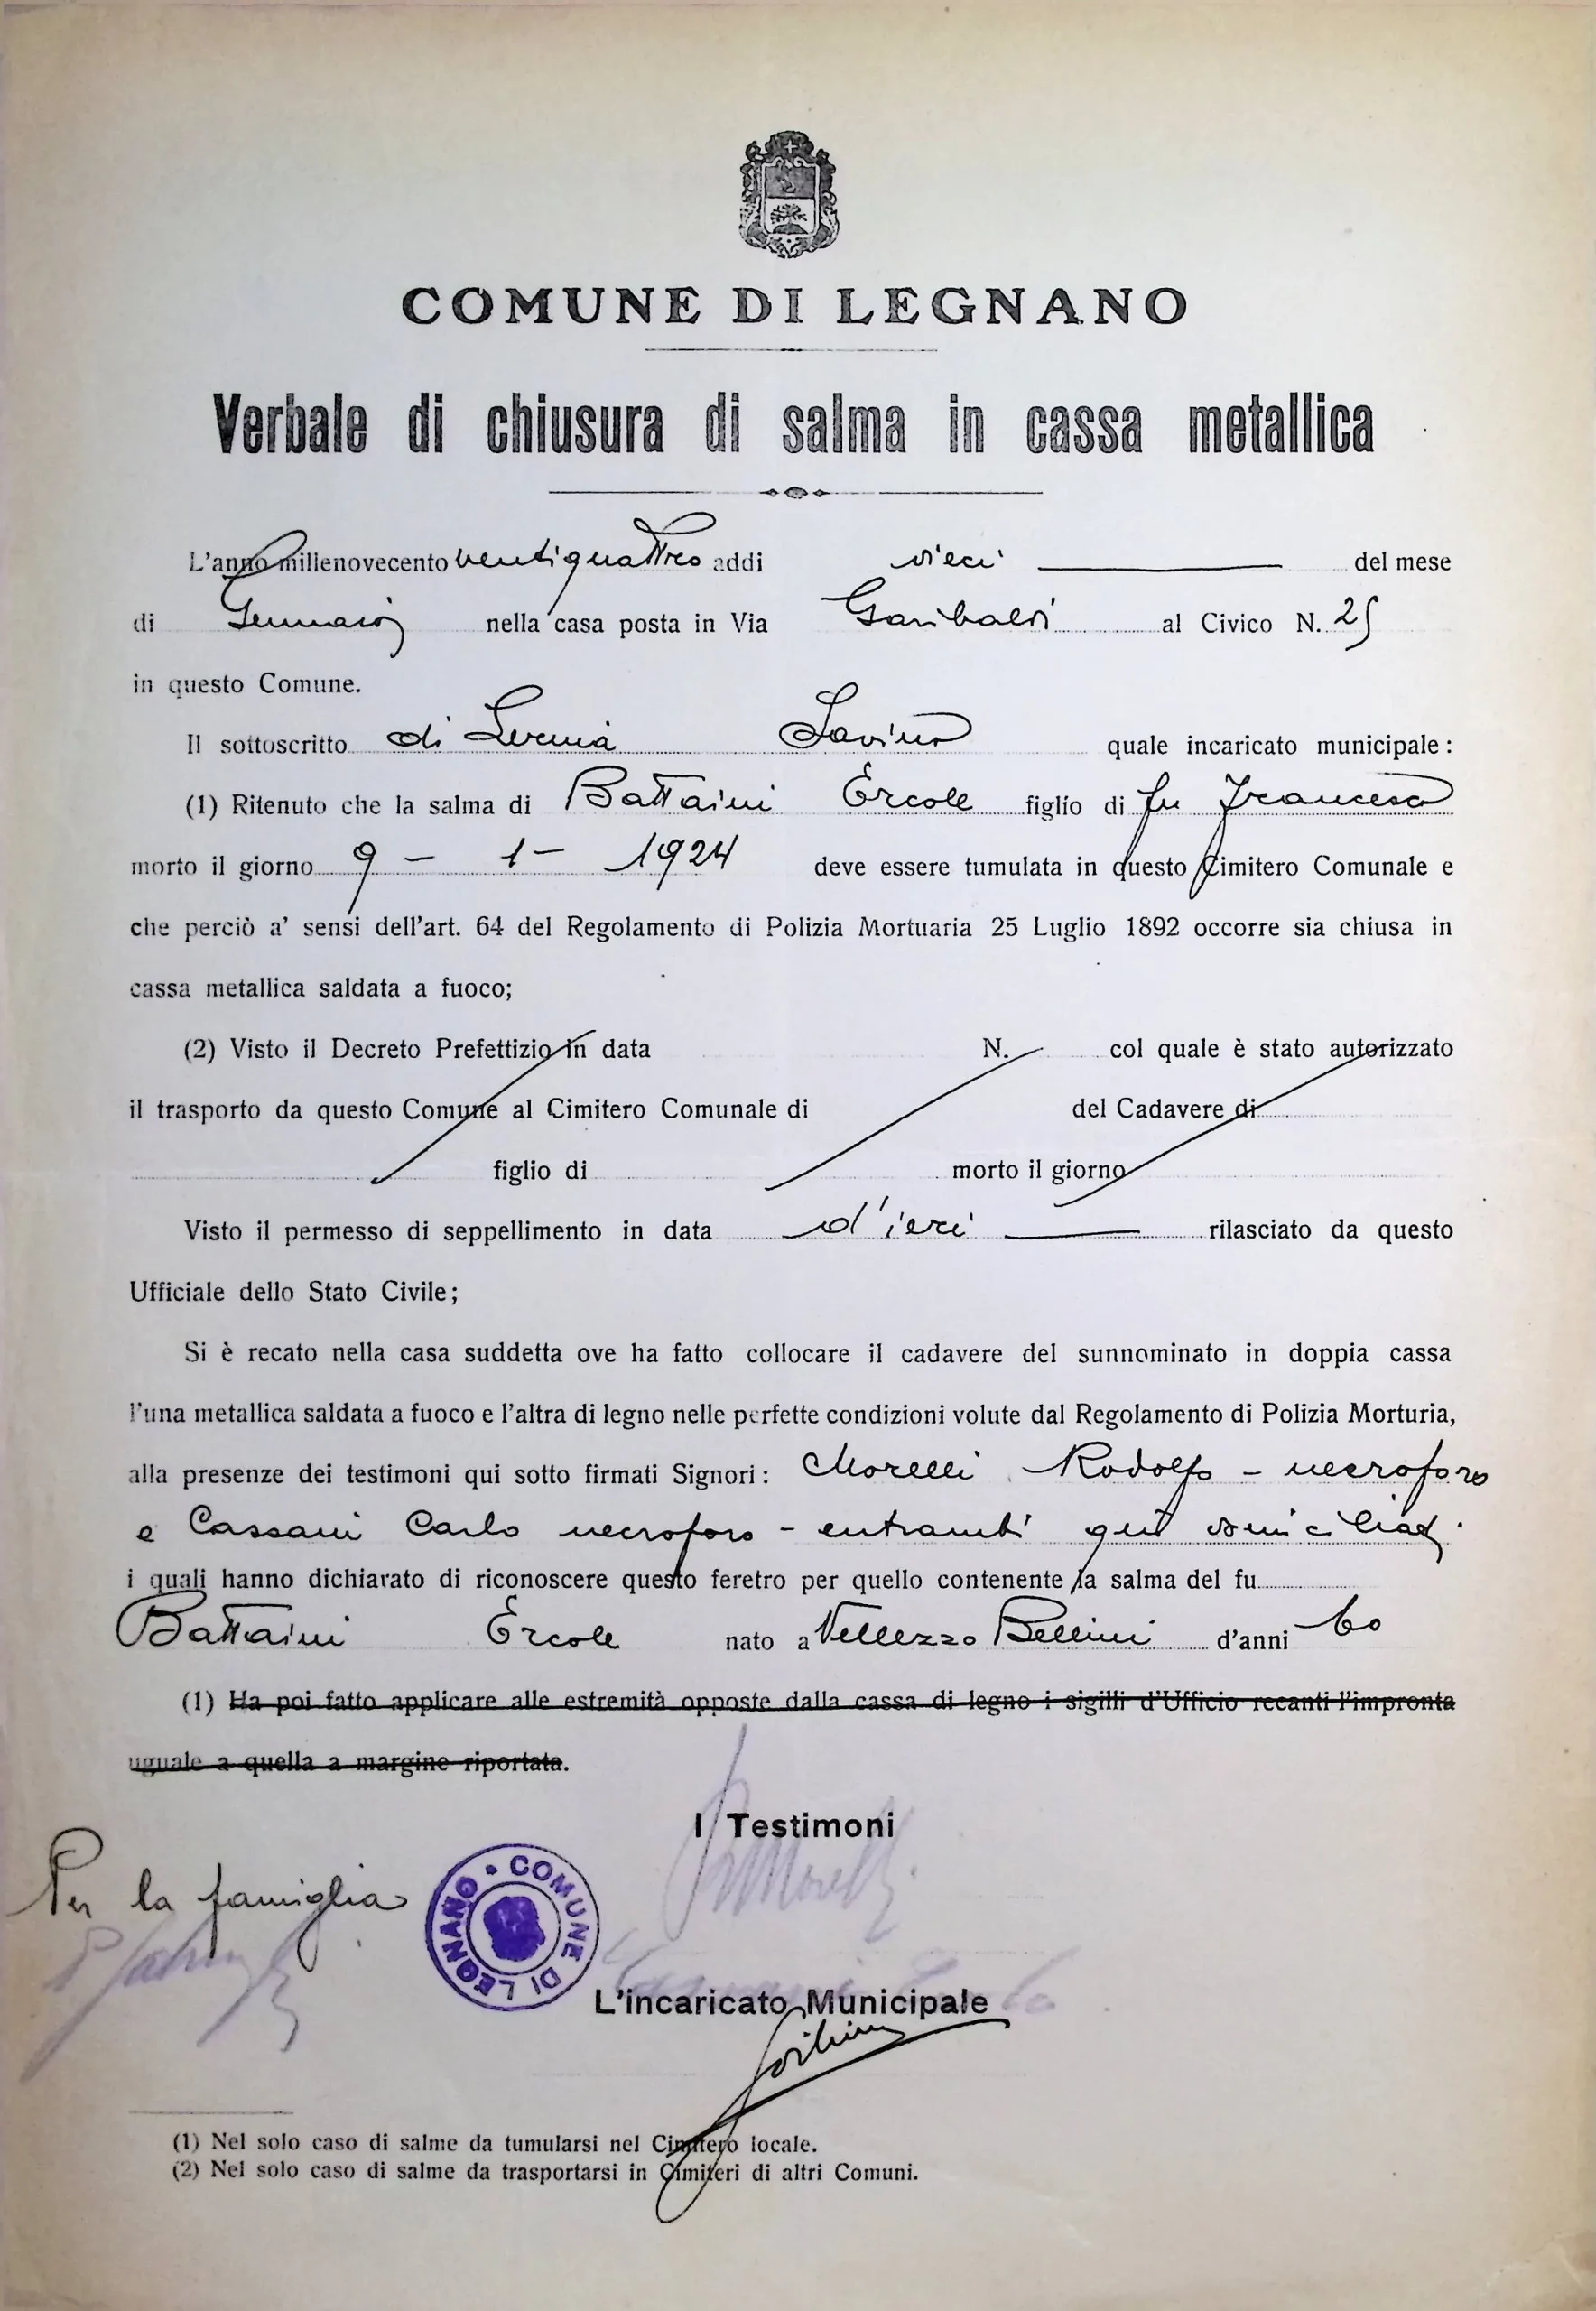 COMUNE DI LEGNANO
Verbale di chiusura di salma in cassa metallica
L'anno millenovecento ventiquattro addi dieci del mese
di Gennaio nella casa posta in Via Garibaldi al Civico N. 25
in questo Comune.
Il sottoscritto di Lernia Savino quale incaricato municipale:
(1) Ritenuto che la salma di Battaini Ercole figlio di fu Francesco
morto il giorno 9 - 1 - 1924 deve essere tumulata in questo Cimitero Comunale e
che perciò a' sensi dell'art. 64 del Regolamento di Polizia Mortuaria 25 Luglio 1892 occorre sia chiusa in
cassa metallica saldata a fuoco;
(2) Visto il Decreto Prefettizio in data N. col quale è stato autorizzato
il trasporto da questo Comune al Cimitero Comunale di del Cadavere di
figlio di morto il giorno
Visto il permesso di seppellimento in data d'ieri rilasciato da questo
Ufficiale dello Stato Civile;
Si è recato nella casa suddetta ove ha fatto collocare il cadavere del sunnominato in doppia cassa
l'una metallica saldata a fuoco e l'altra di legno nelle perfette condizioni volute dal Regolamento di Polizia Morturia,
alla presenze dei testimoni qui sotto firmati Signori: Morelli Rodolfo - necroforo
e Cassani Carlo necroforo - entrambi qui domiciliati.
i quali hanno dichiarato di riconoscere questo feretro per quello contenente la salma del fu
Battaini Ercole nato a Vellezzo Bellini d'anni 60
(1) Ha poi fatto applicare alle estremità opposte dalla cassa di legno i sigilli d'Ufficio recanti l'impronta
uguale a quella a margine riportata.
I Testimoni
Per la famiglia
COMUNE DI LEGNANO
L'incaricato Municipale
(1) Nel solo caso di salme da tumularsi nel Cimitero locale.
(2) Nel solo caso di salme da trasportarsi in Cimiteri di altri Comuni.